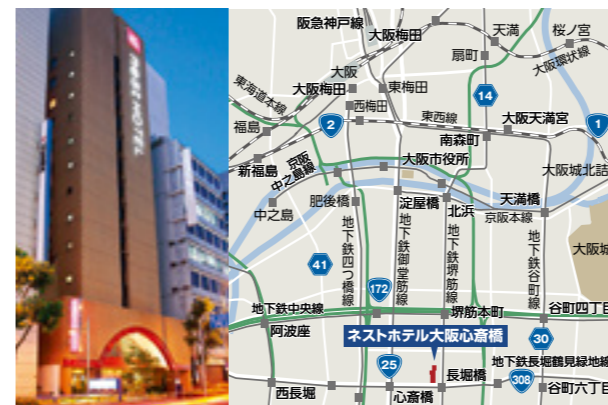 nest HOTEL
阪急神戸線
大阪梅田
天満
桜ノ宮
扇町
大阪環状線
東海道本線
大阪
大阪梅田
東梅田
西梅田
14
1
2
東西線
大阪天満宮
福島
南森町
新福島
京阪中之島線
大阪市役所
大阪城北詰
中之島
肥後橋
淀屋橋
北浜
天満橋
京阪本線
地下鉄四つ橋線
地下鉄御堂筋線
地下鉄堺筋線
地下鉄谷町線
大阪城
41
172
地下鉄中央線
阿波座
堺筋本町
谷町四丁目
ネストホテル大阪心斎橋
30
25
地下鉄長堀鶴見緑地線
308
西長堀
心斎橋
長堀橋
谷町六丁目